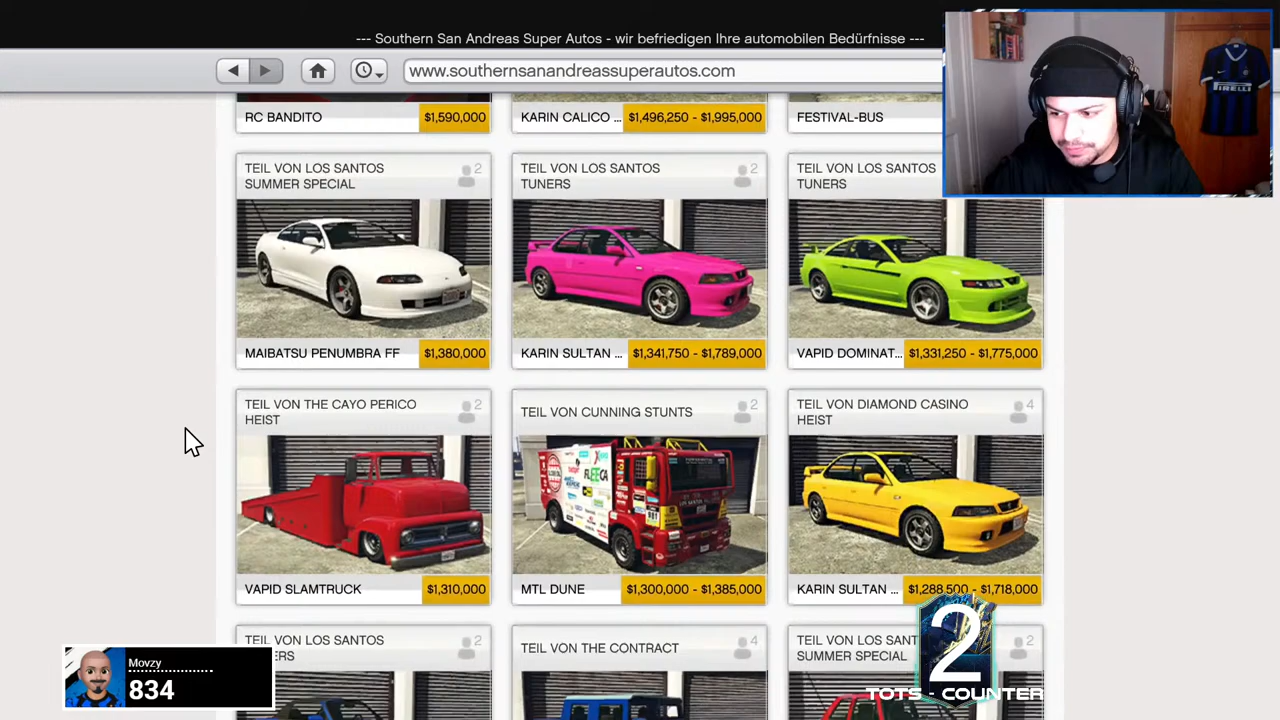 --- Southern San Andreas Super Autos - wir befriedigen Ihre automobilen Bedürfnisse ---
www.southernsanandreassuperautos.com
RC BANDITO $1,590,000
KARIN CALICO ... $1,496,250 - $1,995,000
FESTIVAL-BUS
TEIL VON LOS SANTOS
SUMMER SPECIAL
2
TEIL VON LOS SANTOS
TUNERS
2
TEIL VON LOS SANTOS
TUNERS
PIRELLI
MAIBATSU PENUMBRA FF $1,380,000
KARIN SULTAN ... $1,341,750 - $1,789,000
VAPID DOMINAT... $1,331,250 - $1,775,000
TEIL VON THE CAYO PERICO
HEIST
2
TEIL VON CUNNING STUNTS
2
TEIL VON DIAMOND CASINO
HEIST
4
FLEECA
VAPID SLAMTRUCK $1,310,000
MTL DUNE $1,300,000 - $1,385,000
KARIN SULTAN ... $1,288,500 - $1,718,000
TEIL VON LOS SANTOS
ERS
2
TEIL VON THE CONTRACT
4
TEIL VON LOS SANT
SUMMER SPECIAL
2
Movzy
834
2
TOTS - COUNTER